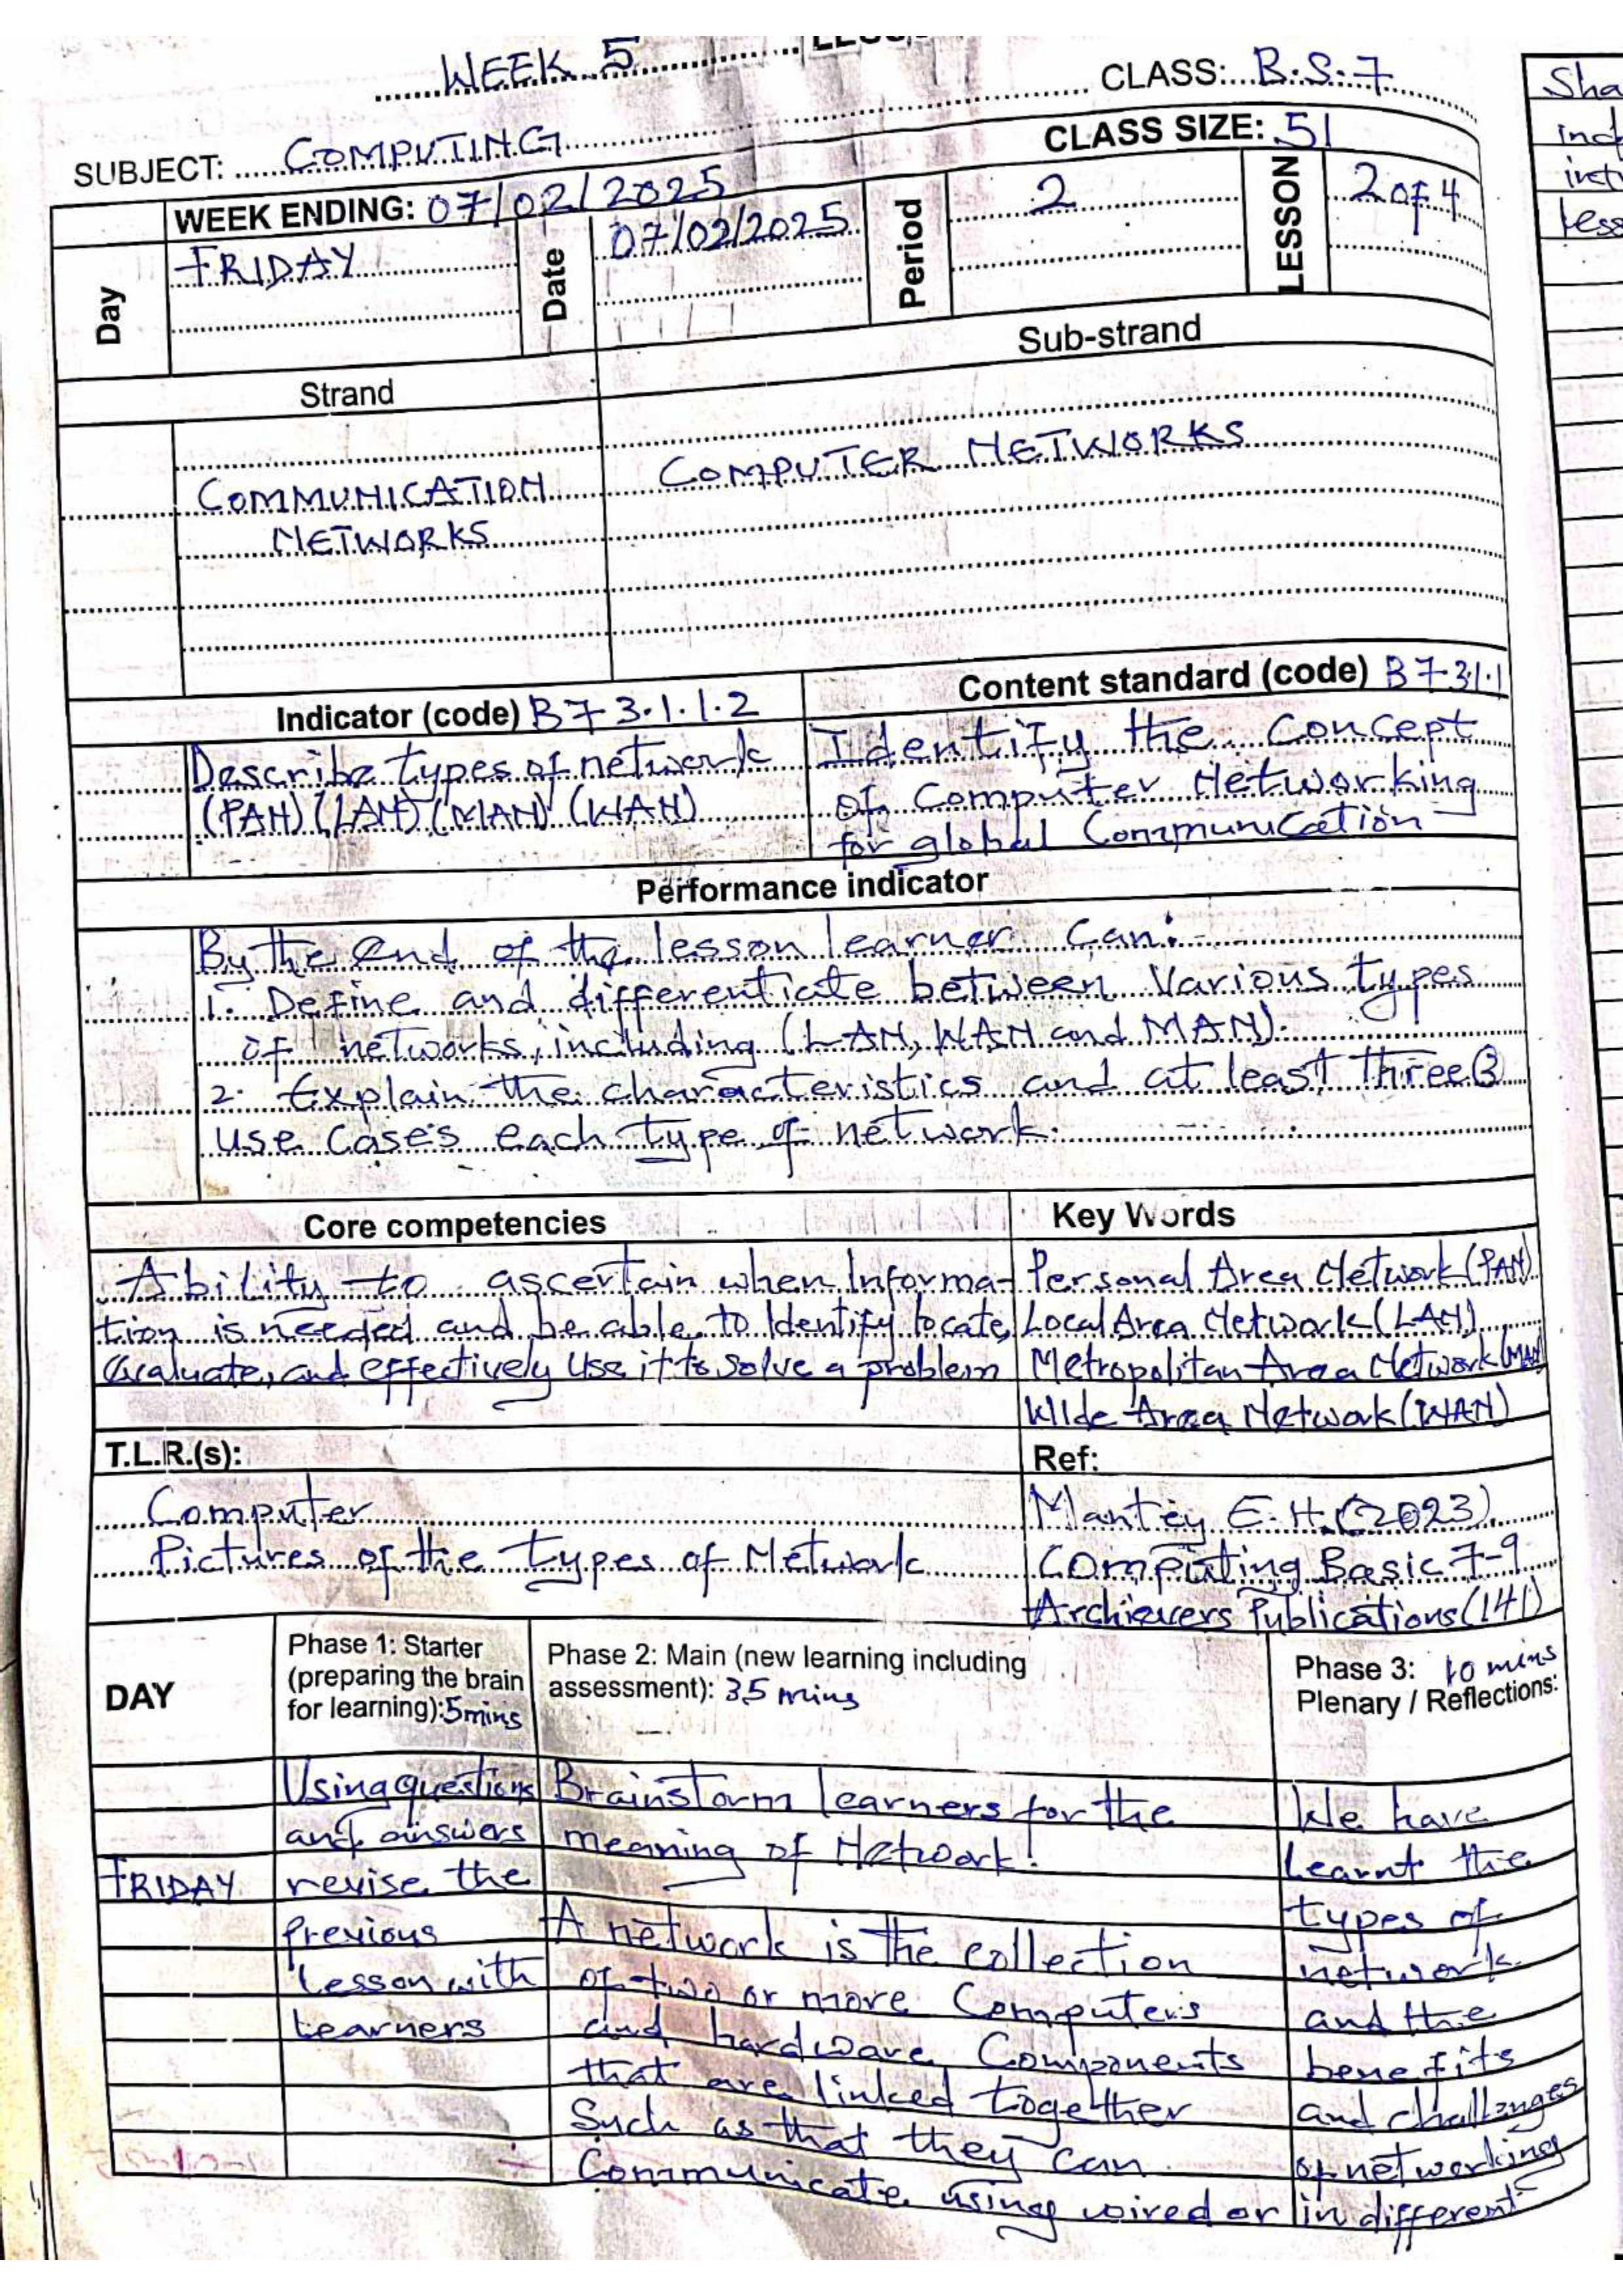 WEEK 5
CLASS: B.S.7
SUBJECT: COMPUTING
CLASS SIZE: 51
WEEK ENDING: 07/02/2025
Day
FRIDAY
Date
07/02/2025
Period
2
LESSON
2 of 4
Strand
Sub-strand
COMMUNICATION
NETWORKS
COMPUTER NETWORKS
Indicator (code) B7 3.1.1.2
Content standard (code) B7 3.1.1
Describe types of network
(PAN) (LAN) (MAN) (WAN)
Identify the Concept
of Computer Networking
for global Communication
Performance indicator
By the end of the lesson learner can:-
1. Define and differenticate between Various types
of networks, including (LAN, WAN and MAN).
2. Explain the characteristics and at least three 3
use cases each type of network.
Core competencies
Key Words
Ability to ascertain when Informa-
tion is needed and be able to Identify locate,
Evaluate, and effectively Use it to solve a problem
Personal Area Network (PAN)
Local Area Network (LAN)
Metropolitan Area Network (MAN
Wide Area Network (WAN)
T.L.R.(s):
Computer
Pictures of the types of Network
Ref:
Mantey E.H. (2023)
Computing Basic 7-9
Archievers Publications (141)
DAY
Phase 1: Starter
(preparing the brain
for learning): 5mins
Phase 2: Main (new learning including
assessment): 35 mins
Phase 3: 10 mins
Plenary / Reflections:
FRIDAY
Using questions
and answers
revise the
Previous
Lesson with
Learners
Brainstorm learners for the
meaning of Network!
A network is the collection
of two or more Computers
and hardware Components
that are linked together
Such as that they can
Communicate using wired or
We have
Learnt the
types of
network
and the
benefits
and challenges
of networking
in different
Sha